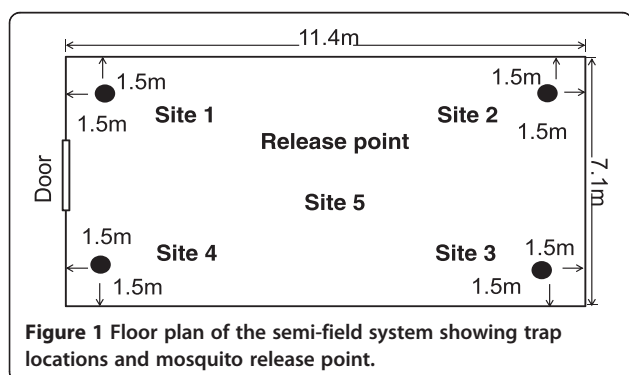 11.4m
1.5m
1.5m
1.5m
1.5m
Site 1
Site 2
Release point
7.1m
Door
Site 5
1.5m
Site 4
Site 3
1.5m
1.5m
1.5m
Figure 1 Floor plan of the semi-field system showing trap
locations and mosquito release point.